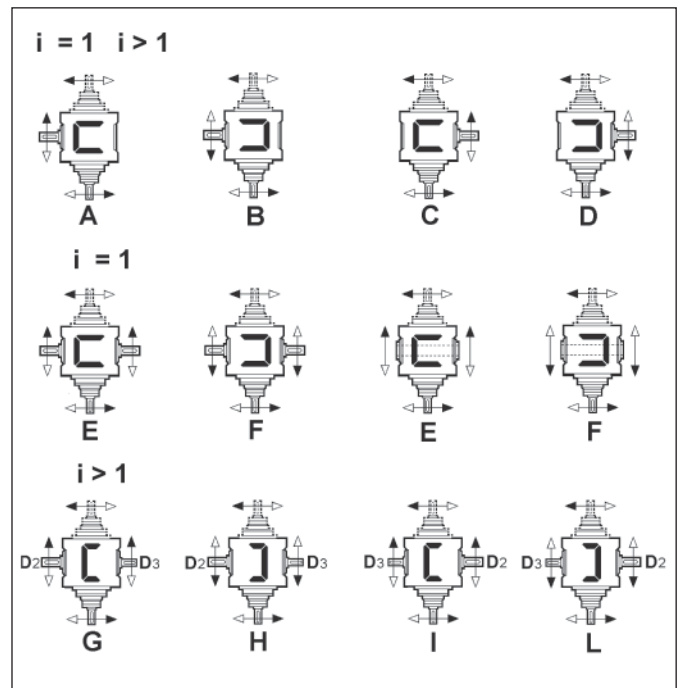 i = 1 i > 1
A B C D
i = 1
E F E F
i > 1
D2 D3 D2 D3 D3 D2 D3 D2
G H I L